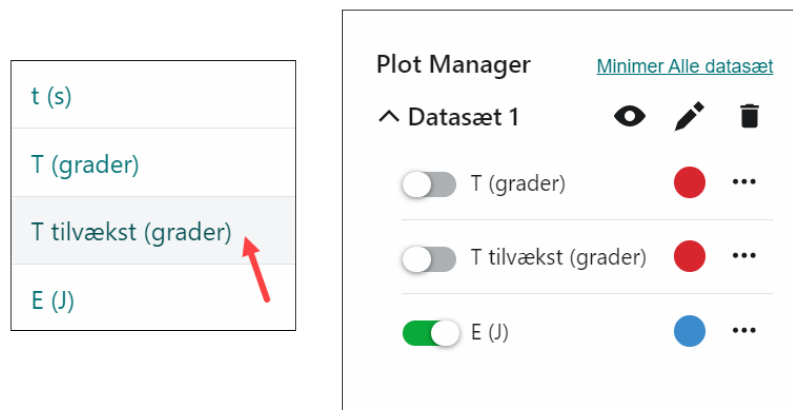 t (s)
T (grader)
T tilvækst (grader)
E (J)
Plot Manager
Minimer Alle datasæt
Datasæt 1
T (grader)
T tilvækst (grader)
E (J)